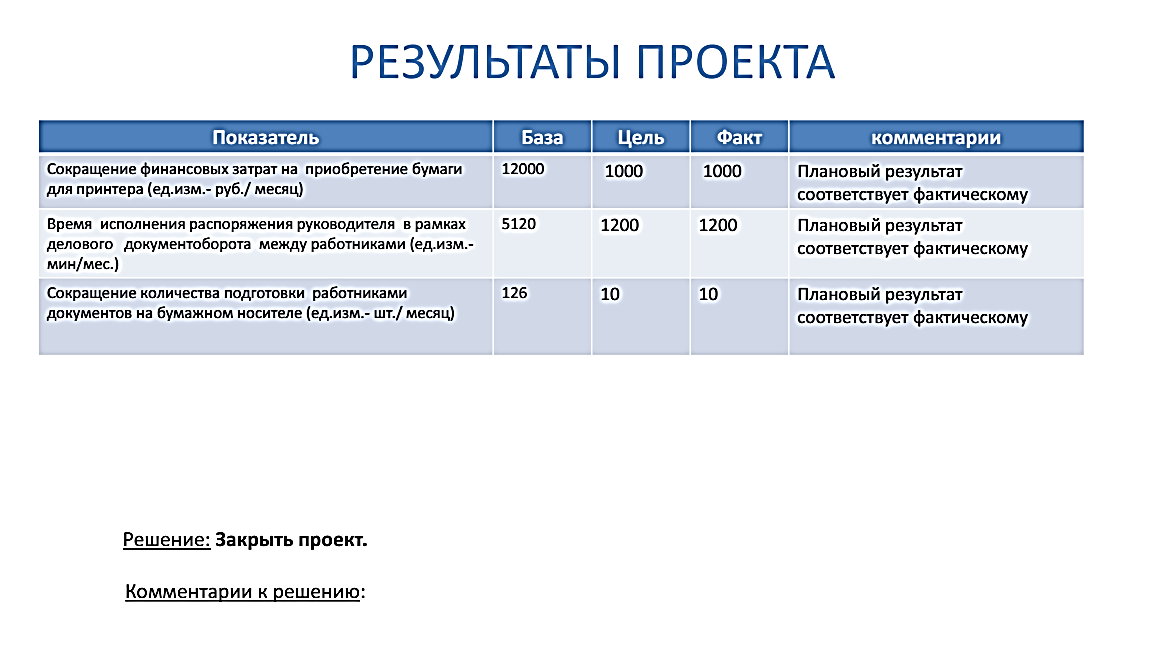 РЕЗУЛЬТАТЫ ПРОЕКТА
Показатель База Цель Факт комментарии
Сокращение финансовых затрат на приобретение бумаги
для принтера (ед.изм.- руб./ месяц)
12000 1000 1000
Плановый результат
соответствует фактическому
Время исполнения распоряжения руководителя в рамках
делового документооборота между работниками (ед.изм.-
мин/мес.)
5120 1200 1200
Плановый результат
соответствует фактическому
Сокращение количества подготовки работниками
документов на бумажном носителе (ед.изм.- шт./ месяц)
126 10 10
Плановый результат
соответствует фактическому
Решение: Закрыть проект.
Комментарии к решению: